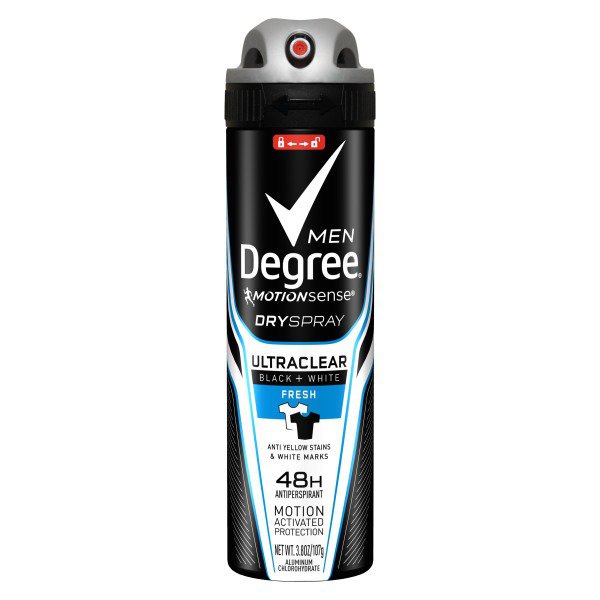 MEN
Degree®
MOTIONsense®
DRYSPRAY
ULTRACLEAR
BLACK + WHITE
FRESH
ANTI YELLOW STAINS
& WHITE MARKS
48H
ANTIPERSPIRANT
MOTION
ACTIVATED
PROTECTION
NET WT. 3.8OZ/107g
ALUMINUM
CHLOROHYDRATE